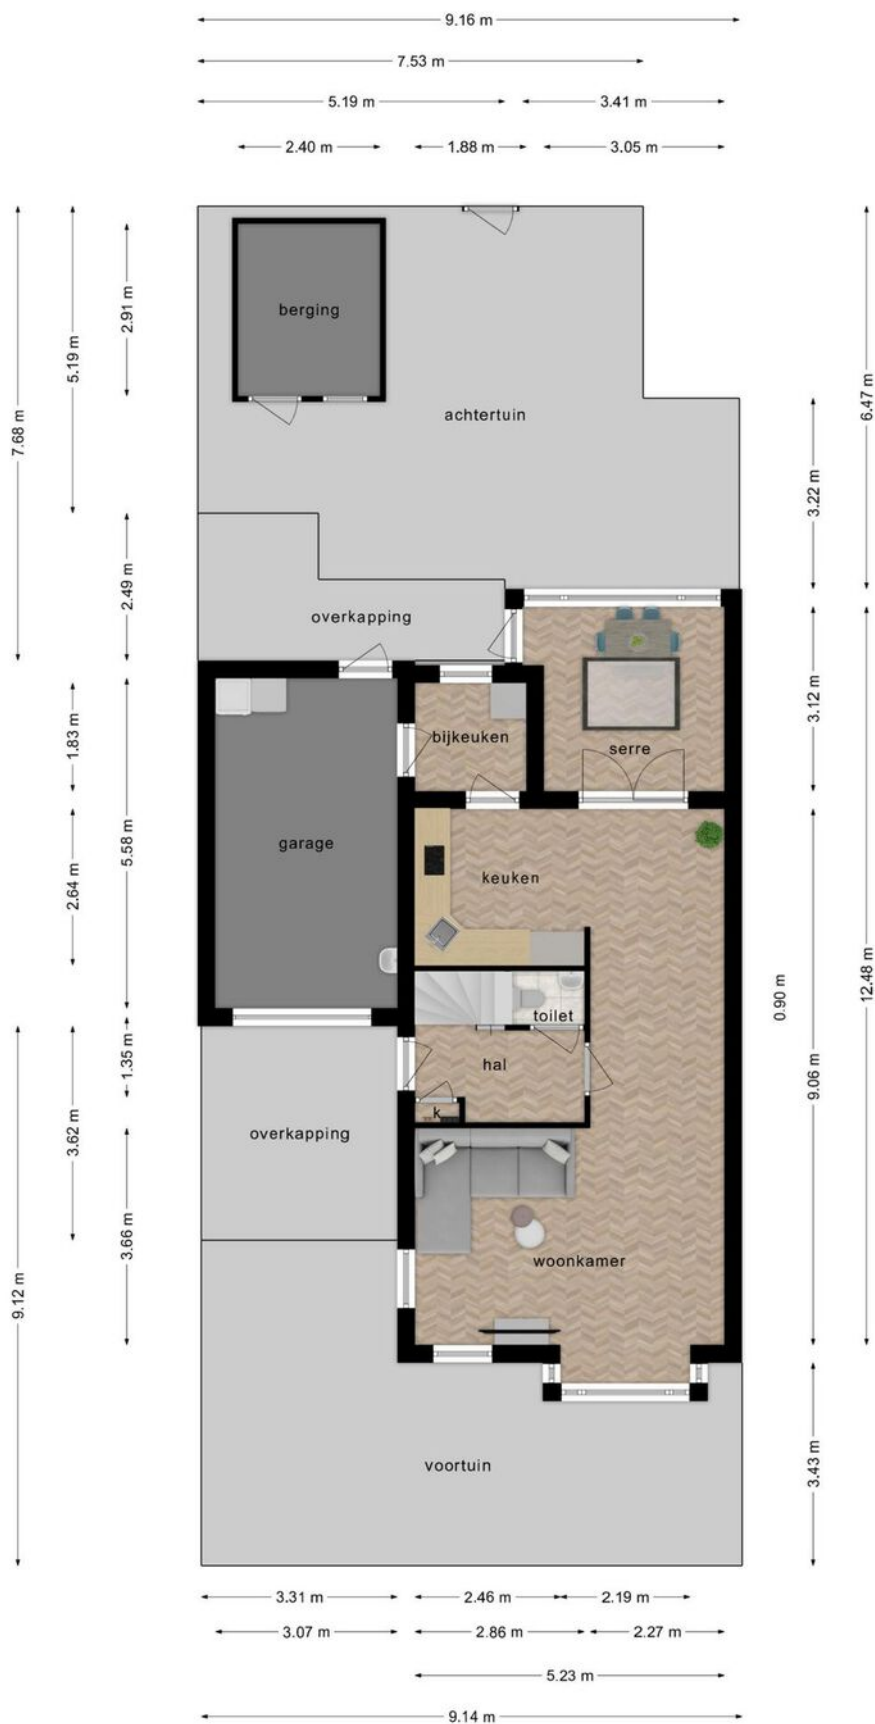 9.16 m
7.53 m
5.19 m
3.41 m
2.40 m
1.88 m
3.05 m
7.68 m
5.19 m
2.91 m
berging
achtertuin
6.47 m
3.22 m
2.49 m
overkapping
1.83 m
bijkeuken
serre
3.12 m
5.58 m
2.64 m
garage
keuken
12.48 m
0.90 m
9.06 m
toilet
hal
k
1.35 m
3.62 m
overkapping
3.66 m
woonkamer
9.12 m
voortuin
3.43 m
3.31 m
2.46 m
2.19 m
3.07 m
2.86 m
2.27 m
5.23 m
9.14 m